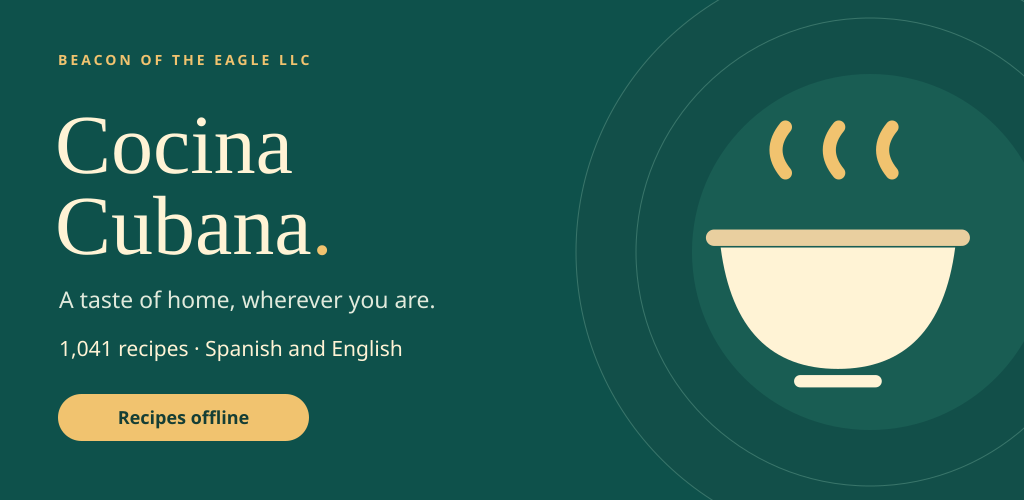 BEACON OF THE EAGLE LLC
Cocina
Cubana.
A taste of home, wherever you are.
1,041 recipes · Spanish and English
Recipes offline